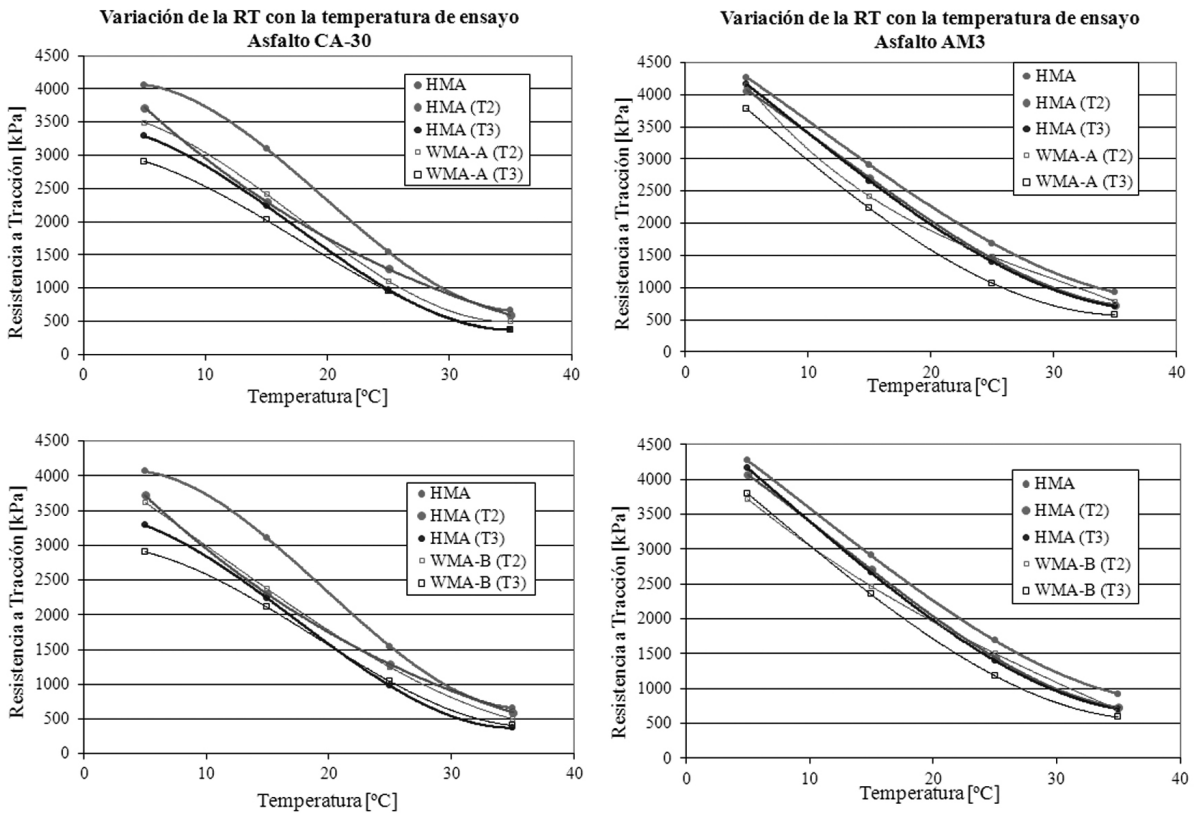 Variación de la RT con la temperatura de ensayo
Asfalto CA-30
4500
4000
3500
3000
2500
2000
1500
1000
500
0
0 10 20 30 40
Resistencia a Tracción [kPa]
Temperatura [ºC]
HMA
HMA (T2)
HMA (T3)
WMA-A (T2)
WMA-A (T3)
Variación de la RT con la temperatura de ensayo
Asfalto AM3
4500
4000
3500
3000
2500
2000
1500
1000
500
0
0 10 20 30 40
Resistencia a Tracción [kPa]
Temperatura [ºC]
HMA
HMA (T2)
HMA (T3)
WMA-A (T2)
WMA-A (T3)
4500
4000
3500
3000
2500
2000
1500
1000
500
0
0 10 20 30 40
Resistencia a Tracción [kPa]
Temperatura [ºC]
HMA
HMA (T2)
HMA (T3)
WMA-B (T2)
WMA-B (T3)
4500
4000
3500
3000
2500
2000
1500
1000
500
0
0 10 20 30 40
Resistencia a Tracción [kPa]
Temperatura [ºC]
HMA
HMA (T2)
HMA (T3)
WMA-B (T2)
WMA-B (T3)